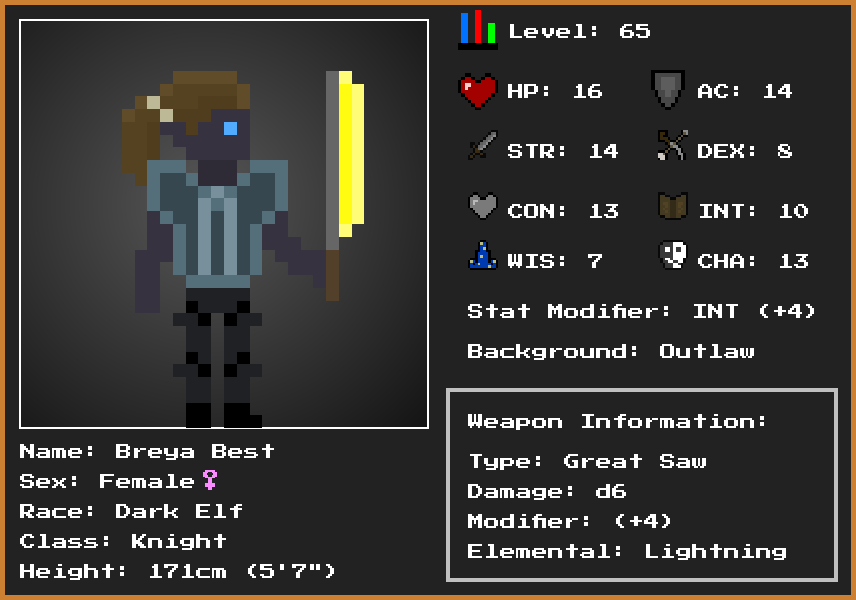 Level: 65
HP: 16 AC: 14
STR: 14 DEX: 8
CON: 13 INT: 10
WIS: 7 CHA: 13
Stat Modifier: INT (+4)
Background: Outlaw
Weapon Information:
Type: Great Saw
Damage: d6
Modifier: (+4)
Elemental: Lightning
Name: Breya Best
Sex: Female♀
Race: Dark Elf
Class: Knight
Height: 171cm (5'7")